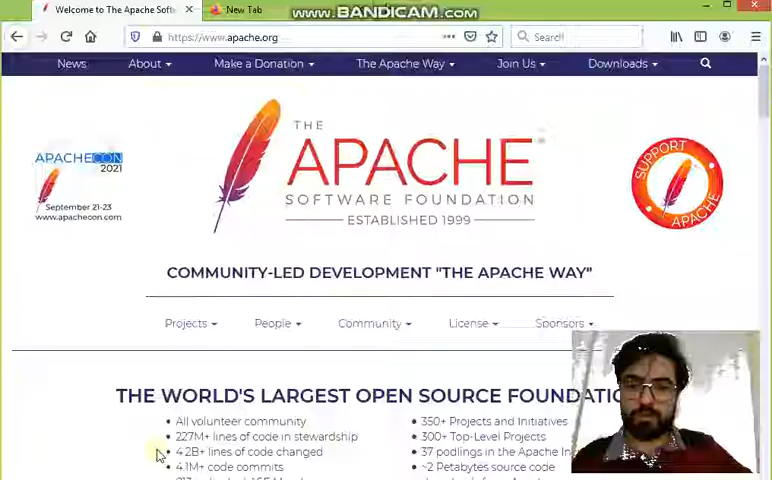 Welcome to The Apache Soft
New Tab
www.BANDICAM.com
https://www.apache.org
Search
News
About
Make a Donation
The Apache Way
Join Us
Downloads
APACHECON
2021
September 21-23
www.apachecon.com
THE
APACHE
SOFTWARE FOUNDATION
ESTABLISHED 1999
SUPPORT
APACHE
COMMUNITY-LED DEVELOPMENT "THE APACHE WAY"
Projects
People
Community
License
Sponsors
THE WORLD'S LARGEST OPEN SOURCE FOUNDATIO
• All volunteer community
• 227M+ lines of code in stewardship
• 4.2B+ lines of code changed
• 4.1M+ code commits
• 350+ Projects and Initiatives
• 300+ Top-Level Projects
• 37 podlings in the Apache In
• ~2 Petabytes source code